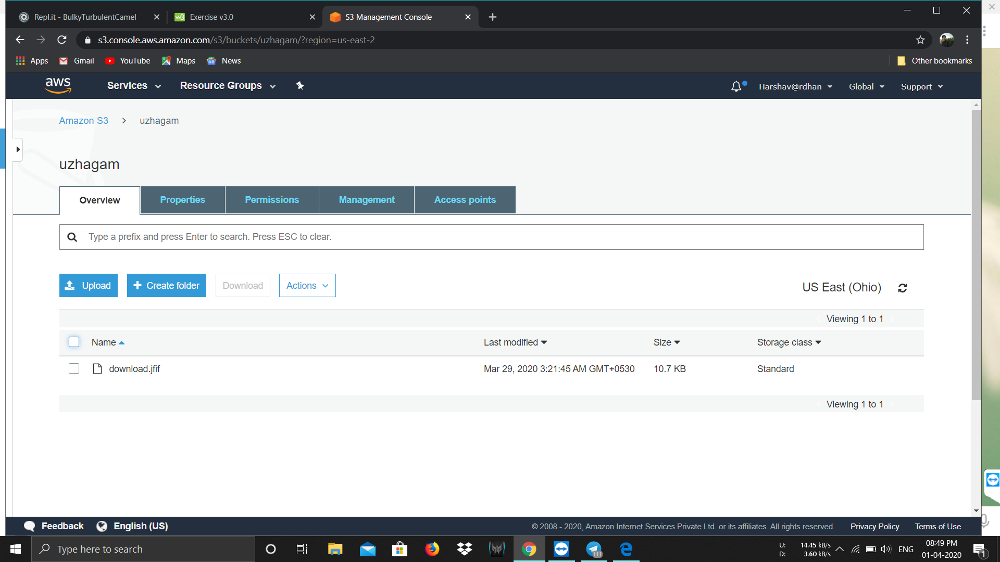 Repl.it - BulkyTurbulentCamel
Exercise v3.0
S3 Management Console
s3.console.aws.amazon.com/s3/buckets/uzhagam/?region=us-east-2
Apps
Gmail
YouTube
Maps
News
Other bookmarks
aws
Services
Resource Groups
Harshav@rdhan
Global
Support
Amazon S3
uzhagam
uzhagam
Overview
Properties
Permissions
Management
Access points
Type a prefix and press Enter to search. Press ESC to clear.
Upload
Create folder
Download
Actions
US East (Ohio)
Viewing 1 to 1
Name
Last modified
Size
Storage class
download.jfif
Mar 29, 2020 3:21:45 AM GMT+0530
10.7 KB
Standard
Viewing 1 to 1
Feedback
English (US)
© 2008 - 2020, Amazon Internet Services Private Ltd. or its affiliates. All rights reserved.
Privacy Policy
Terms of Use
Type here to search
111
U: 14.45 kB/s
D: 3.60 kB/s
ENG
08:49 PM
01-04-2020
1